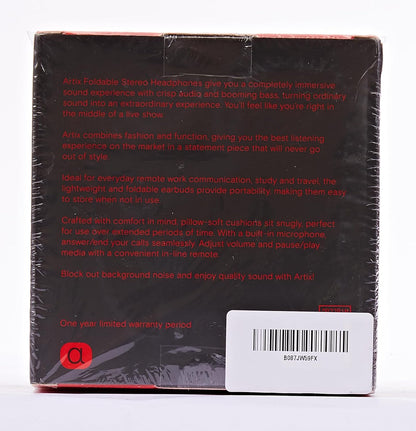 Artix Foldable Stereo Headphones give you a completely immersive
sound experience with crisp audio and booming bass, turning ordinary
sound into an extraordinary experience. You'll feel like you're right in
the middle of a live show.
Artix combines fashion and function, giving you the best listening
experience on the market in a statement piece that will never go
out of style.
Ideal for everyday remote work communication, study and travel, the
lightweight and foldable earbuds provide portability, making them easy
to store when not in use.
Crafted with comfort in mind, pillow-soft cushions sit snugly, perfect
for use over extended periods of time. With a built-in microphone,
answer/end your calls seamlessly. Adjust volume and pause/play
media with a convenient in-line remote.
Block out background noise and enjoy quality sound with Artix!
One year limited warranty period
a
B087JW59FX